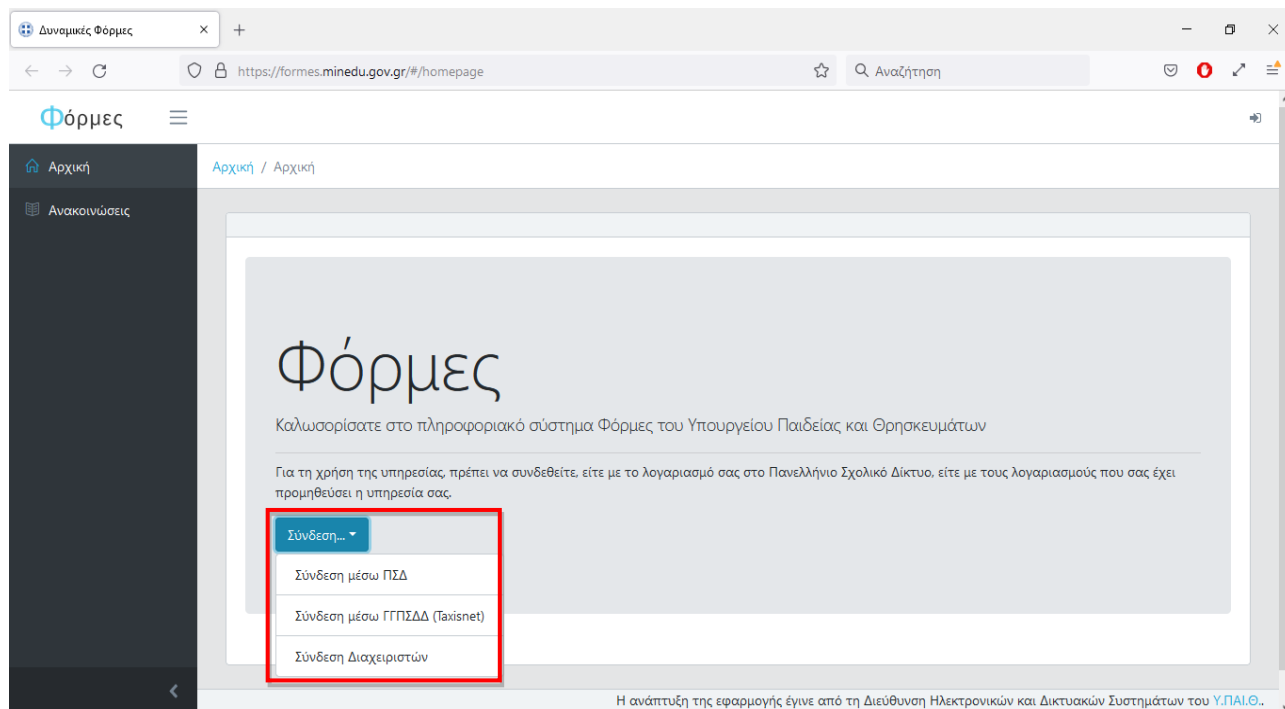 Δυναμικές Φόρμες
https://formes.minedu.gov.gr/#/homepage
Αναζήτηση
Φόρμες
Αρχική
Αρχική / Αρχική
Ανακοινώσεις
Φόρμες
Καλωσορίσατε στο πληροφοριακό σύστημα Φόρμες του Υπουργείου Παιδείας και Θρησκευμάτων
Για τη χρήση της υπηρεσίας, πρέπει να συνδεθείτε, είτε με το λογαριασμό σας στο Πανελλήνιο Σχολικό Δίκτυο, είτε με τους λογαριασμούς που σας έχει
προμηθεύσει η υπηρεσία σας.
Σύνδεση...
Σύνδεση μέσω ΠΣΔ
Σύνδεση μέσω ΓΓΠΣΔΔ (Taxisnet)
Σύνδεση Διαχειριστών
Η ανάπτυξη της εφαρμογής έγινε από τη Διεύθυνση Ηλεκτρονικών και Δικτυακών Συστημάτων του Υ.ΠΑΙ.Θ..